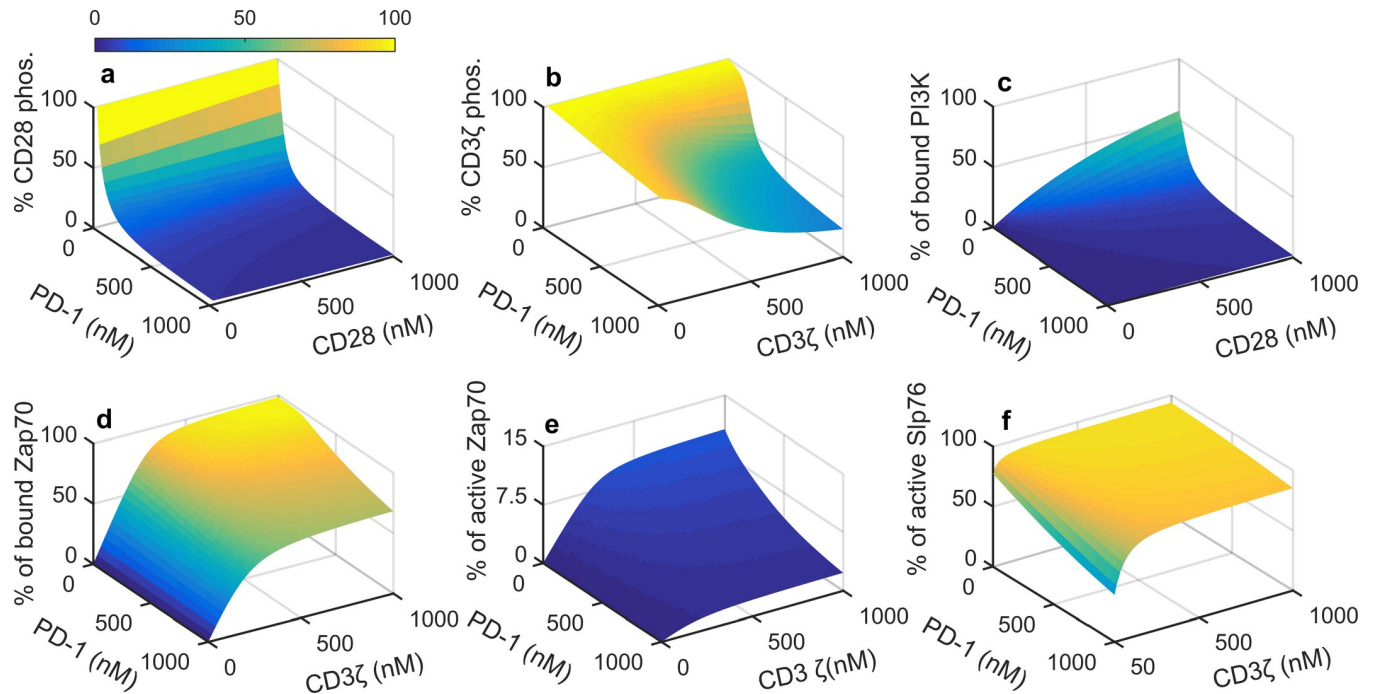 0 50 100
a
% CD28 phos.
100
50
0
0
500
1000
PD-1 (nM)
0
500
1000
CD28 (nM)
b
% CD3ζ phos.
100
50
0
0
500
1000
PD-1 (nM)
0
500
1000
CD3ζ (nM)
c
% of bound PI3K
100
50
0
0
500
1000
PD-1 (nM)
0
500
1000
CD28 (nM)
d
% of bound Zap70
100
50
0
0
500
1000
PD-1 (nM)
0
500
1000
CD3ζ (nM)
e
% of active Zap70
15
7.5
0
0
500
1000
PD-1 (nM)
0
500
1000
CD3 ζ (nM)
f
% of active Slp76
100
50
0
0
500
1000
PD-1 (nM)
50
500
1000
CD3ζ (nM)